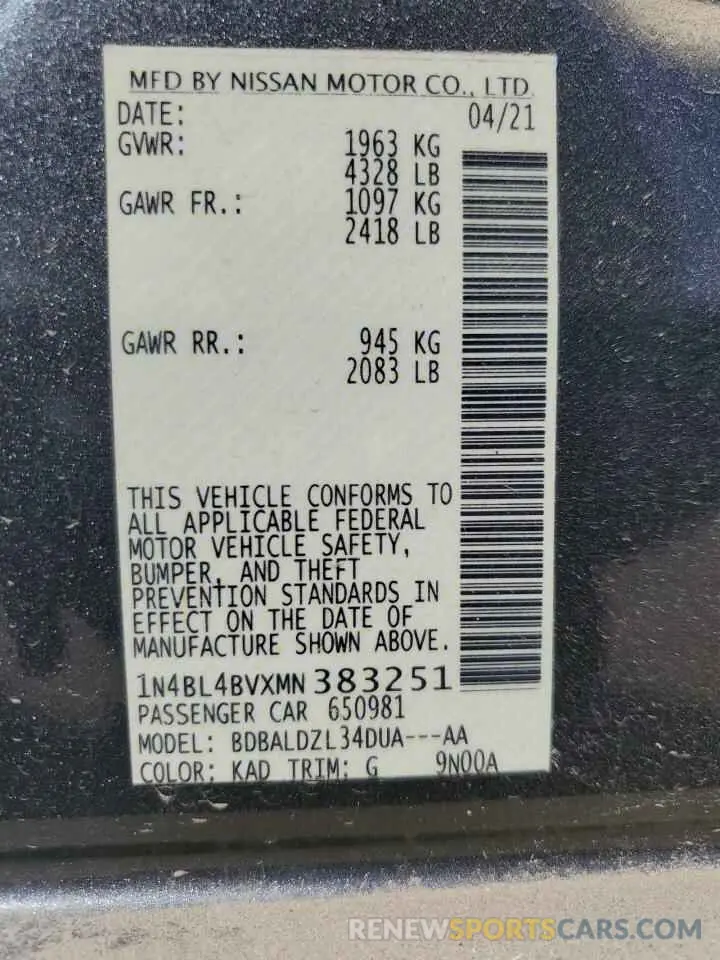 MFD BY NISSAN MOTOR CO., LTD.
DATE: 04/21
GVWR: 1963 KG
4328 LB
GAWR FR.: 1097 KG
2418 LB
GAWR RR.: 945 KG
2083 LB
THIS VEHICLE CONFORMS TO
ALL APPLICABLE FEDERAL
MOTOR VEHICLE SAFETY,
BUMPER, AND THEFT
PREVENTION STANDARDS IN
EFFECT ON THE DATE OF
MANUFACTURE SHOWN ABOVE.
1N4BL4BVXMN383251
PASSENGER CAR 650981
MODEL: BDBALDZL34DUA---AA
COLOR: KAD TRIM: G 9N00A
RENEWSPORTSCARS.COM